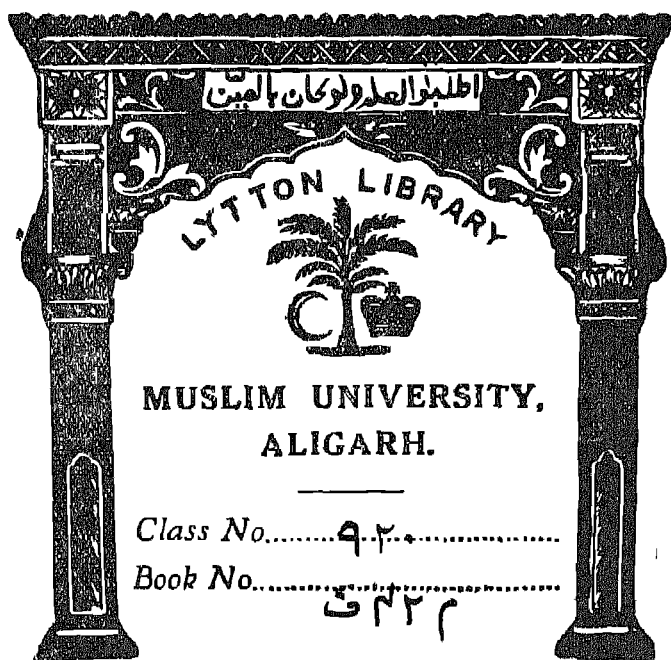 اطلبوا العلم ولو كان بالصين
LYTTON LIBRARY
MUSLIM UNIVERSITY,
ALIGARH.
Class No. ۹۲۰
Book No.